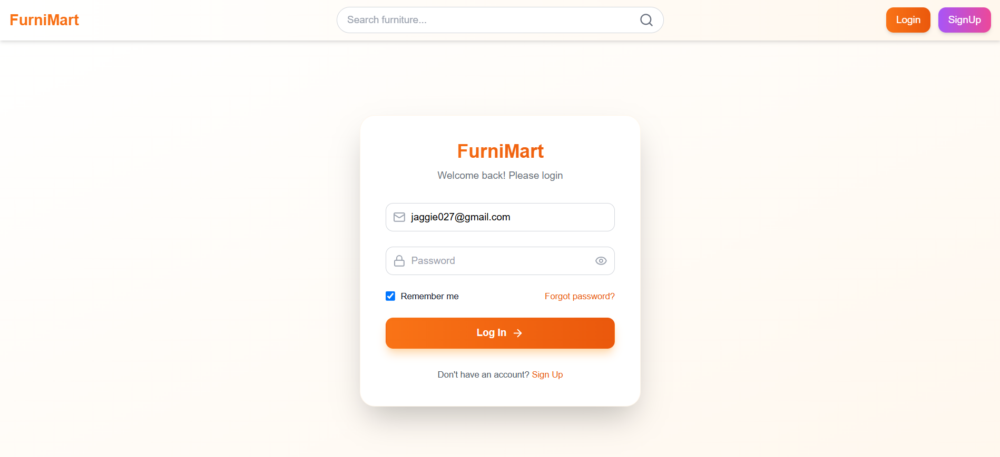 FurniMart
Search furniture...
Login
SignUp
FurniMart
Welcome back! Please login
jaggie027@gmail.com
Password
Remember me
Forgot password?
Log In
Don't have an account? Sign Up